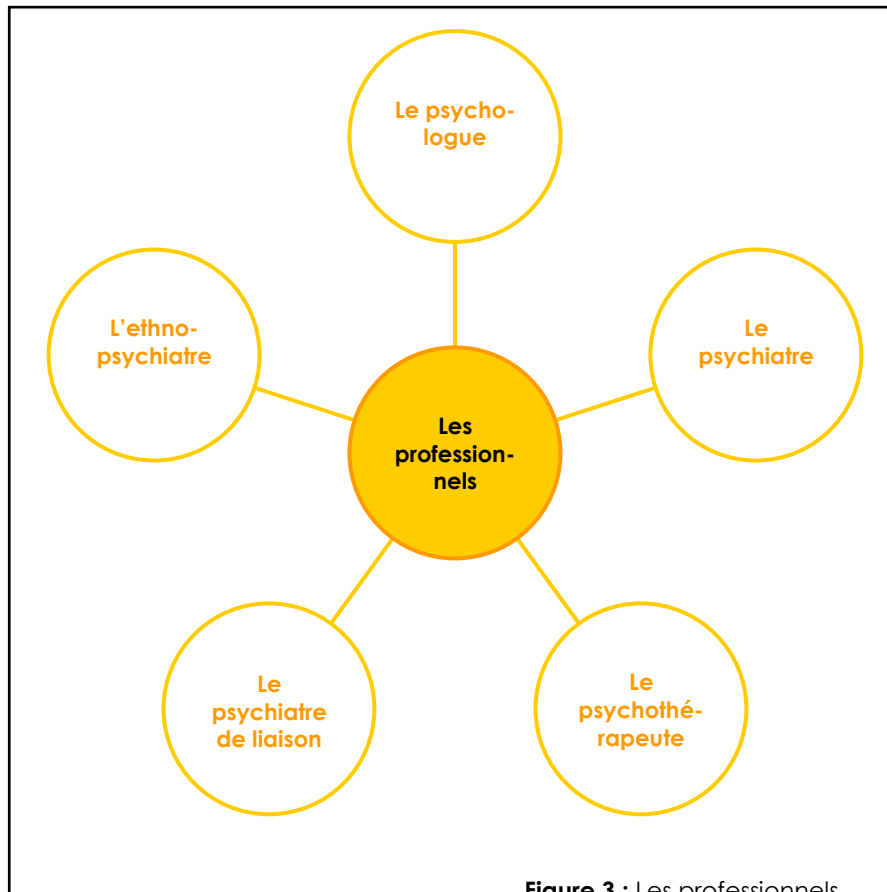 Le psycho-
logue
L'ethno-
psychiatre
Le
psychiatre
Les
profession-
nels
Le
psychiatre
de liaison
Le
psychothé-
rapeute
Figure 3 : Les professionnels